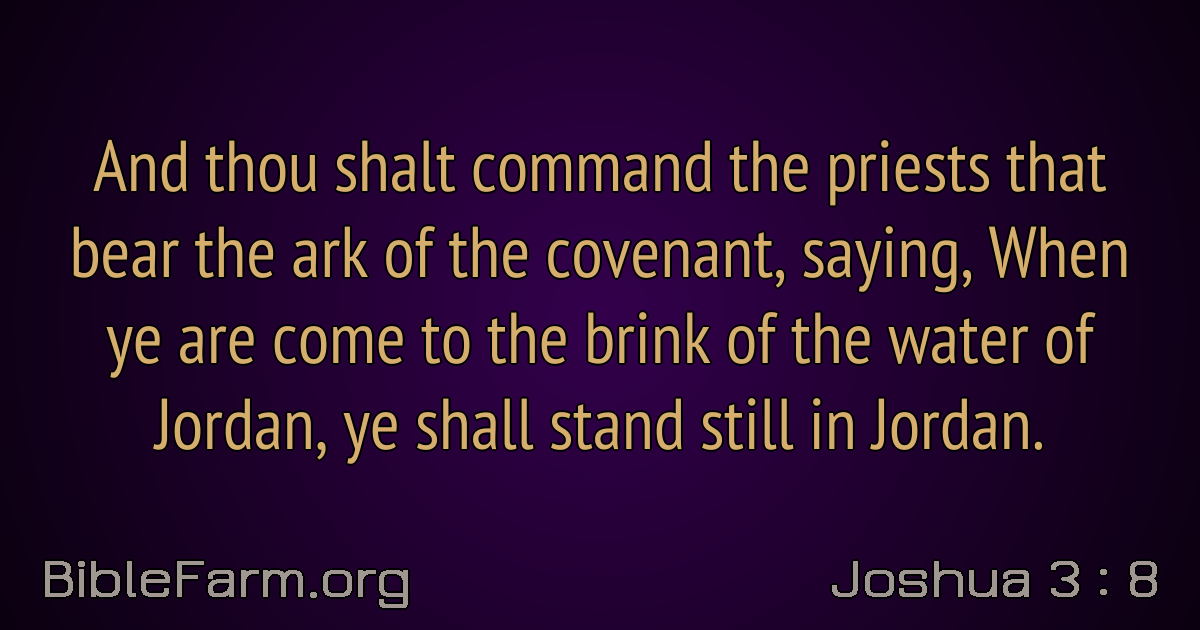 And thou shalt command the priests that
bear the ark of the covenant, saying, When
ye are come to the brink of the water of
Jordan, ye shall stand still in Jordan.
BibleFarm.org
Joshua 3 : 8